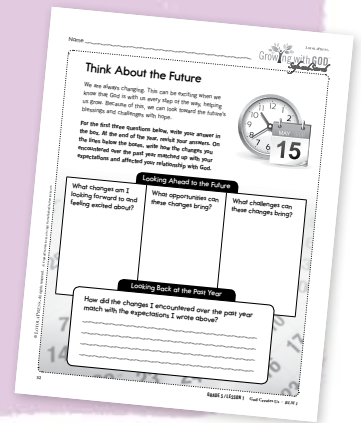 Name
Growing with GOD
Think About the Future
We are always changing. This can be exciting when we
know that God is with us every step of the way, helping
us grow. Because of this, we can look toward the future's
blessings and challenges with hope.
For the first three questions below, write your answer in
the box. At the end of the year, revisit your answers. On
the lines below the boxes, write how the changes you
encountered over the past year matched up with your
expectations and affected your relationship with God.
15
Looking Ahead to the Future
What changes am I
looking forward to and
feeling excited about?
What opportunities can
these changes bring?
What challenges can
these changes bring?
Looking Back at the Past Year
How did the changes I encountered over the past year
match with the expectations I wrote above?
GRADE 5/LESSON 1